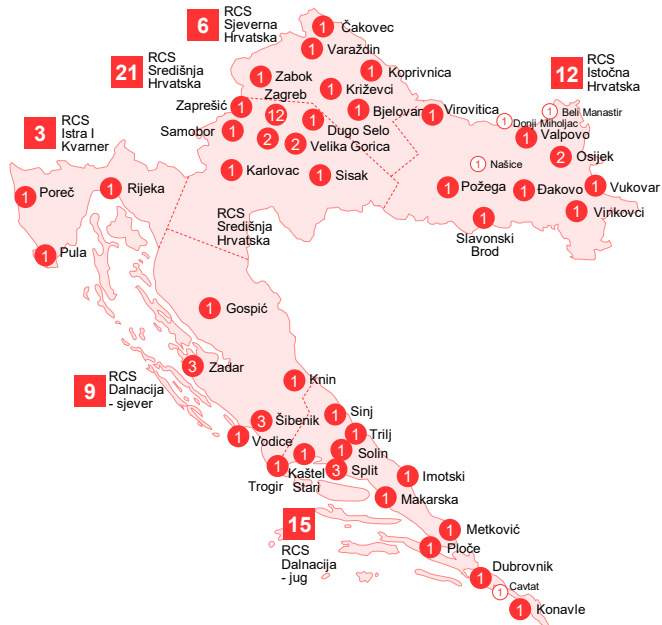 6
RCS
Sjeverna
Hrvatska
1
Čakovec
1
Varaždin
21
RCS
Središnja
Hrvatska
1
Zabok
1
Koprivnica
1
Križevci
12
RCS
Istočna
Hrvatska
Zaprešić
1
Zagreb
12
1
Bjelovar
1
Virovitica
1
Beli Manastir
1
Donji Miholjac
3
RCS
Istra I
Kvarner
Samobor
1
1
Dugo Selo
2
2
Velika Gorica
1
Valpovo
2
Osijek
1
Našice
1
Karlovac
1
Sisak
1
Poreč
1
Rijeka
1
Požega
1
Đakovo
1
Vukovar
1
Vinkovci
1
Slavonski
Brod
RCS
Središnja
Hrvatska
1
Pula
1
Gospić
3
Zadar
1
Knin
9
RCS
Dalnacija
- sjever
3
Šibenik
1
Vodice
1
Sinj
1
Trilj
1
Solin
1
Kaštel
Stari
3
Split
1
Trogir
1
Imotski
1
Makarska
15
RCS
Dalnacija
- jug
1
Metković
1
Ploče
1
Dubrovnik
1
Cavtat
1
Konavle